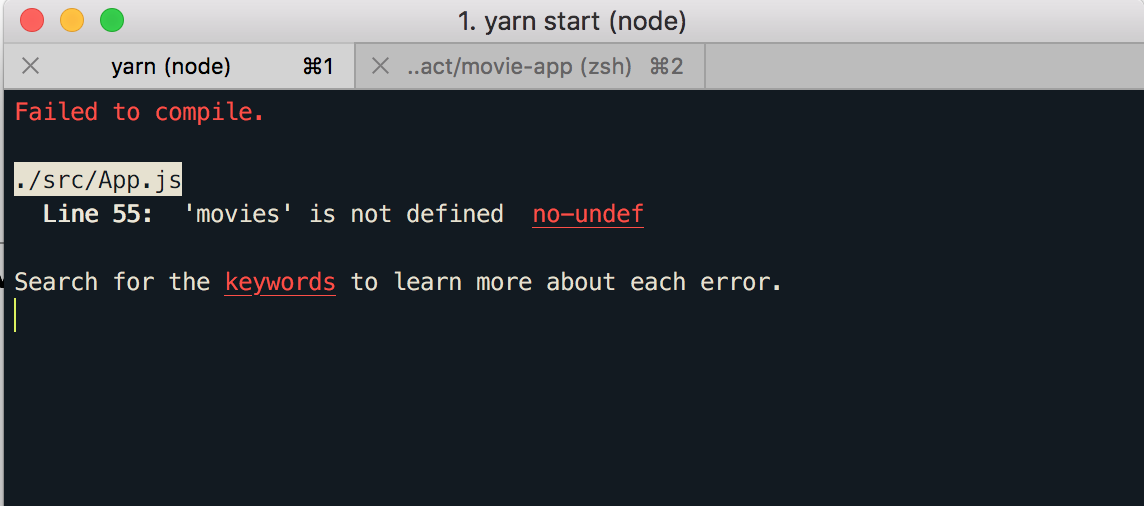 1. yarn start (node)
yarn (node) ⌘1 ..act/movie-app (zsh) ⌘2
Failed to compile.
./src/App.js
Line 55: 'movies' is not defined no-undef
Search for the keywords to learn more about each error.